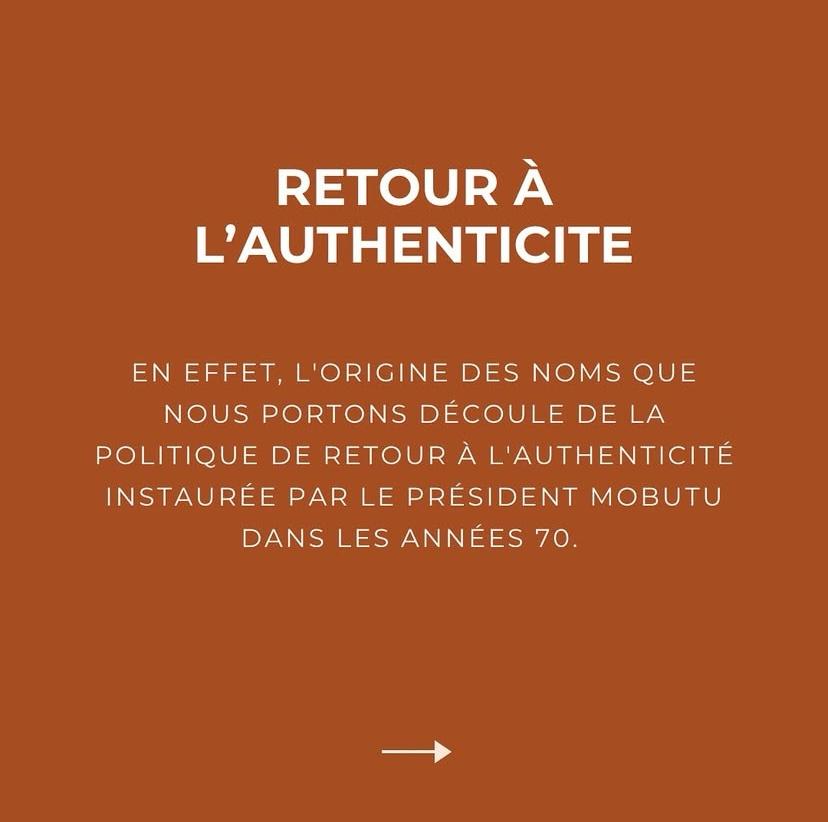 RETOUR À
L’AUTHENTICITE
EN EFFET, L'ORIGINE DES NOMS QUE
NOUS PORTONS DÉCOULE DE LA
POLITIQUE DE RETOUR À L'AUTHENTICITÉ
INSTAURÉE PAR LE PRÉSIDENT MOBUTU
DANS LES ANNÉES 70.